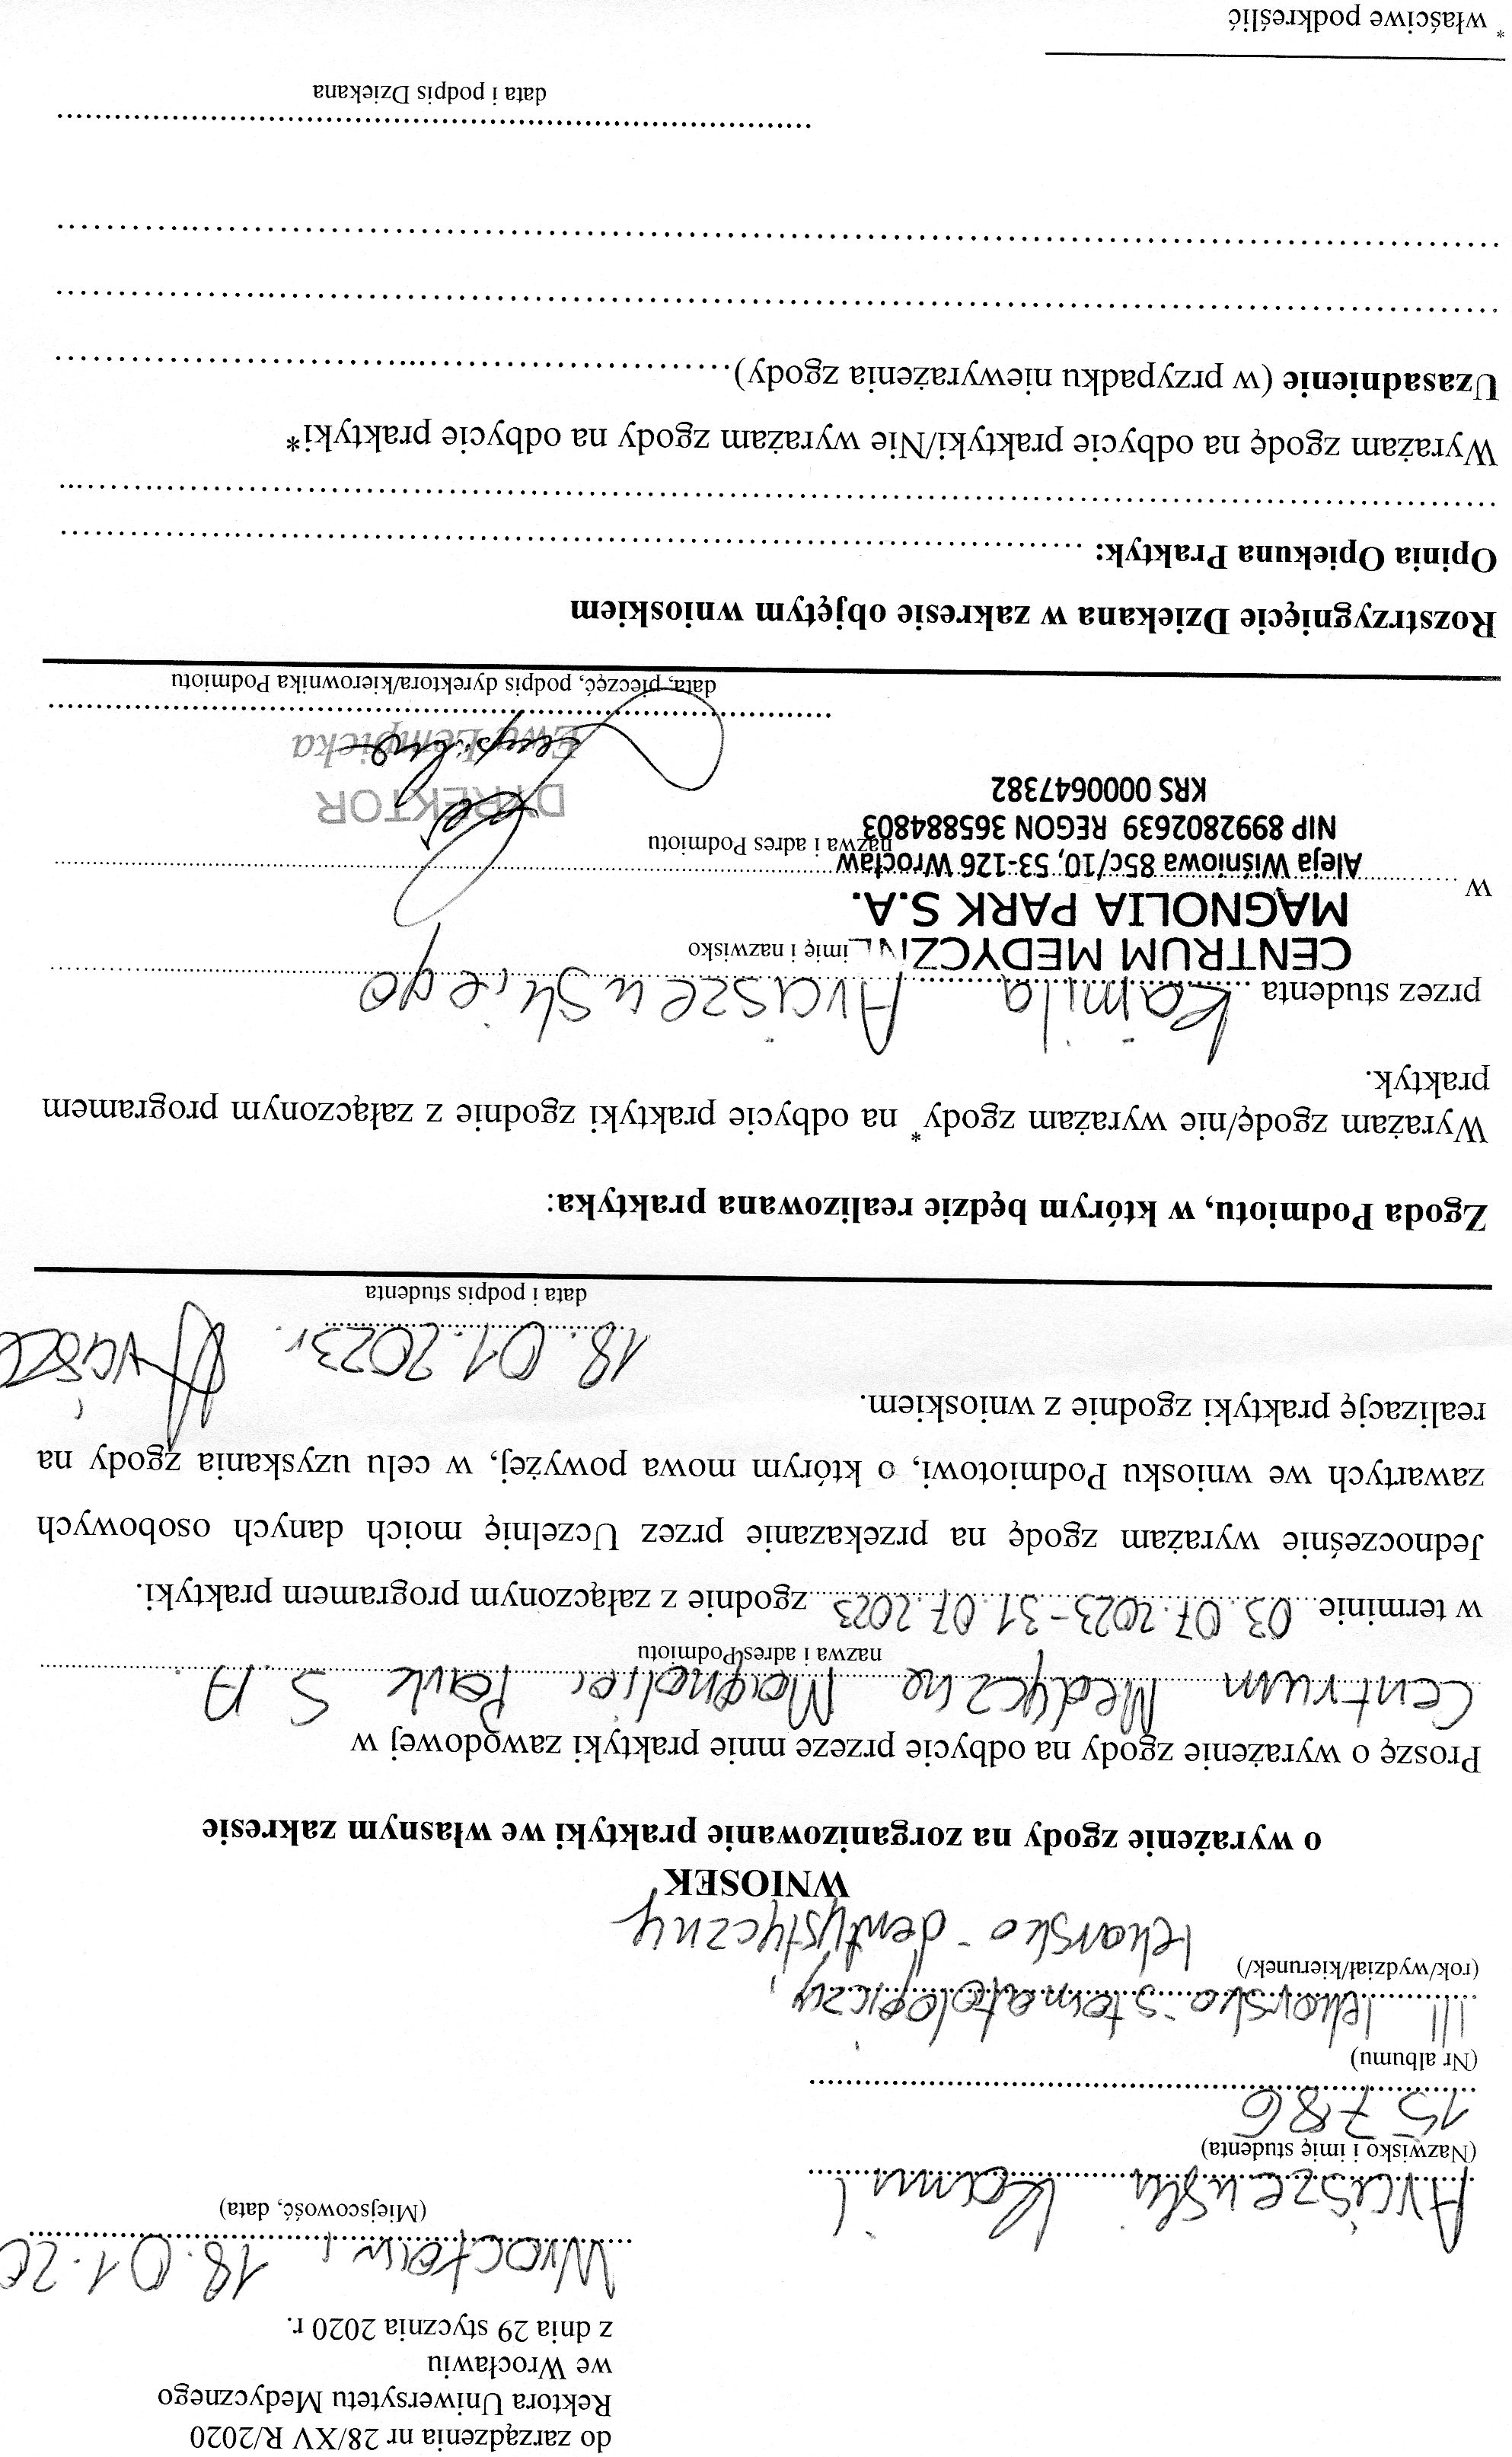 do zarządzenia nr 28/XV R/2020
Rektora Uniwersytetu Medycznego
we Wrocławiu
z dnia 29 stycznia 2020 r.
Wrocław, 18.01.20
(Miejscowość, data)
Arciszewski Kamil
(Nazwisko i imię studenta)
15786
(Nr albumu)
III lekarsko-stomatologiczny,
(rok/wydział/kierunek/)
lekarsko-dentystyczny
WNIOSEK
o wyrażenie zgody na zorganizowanie praktyki we własnym zakresie
Proszę o wyrażenie zgody na odbycie przeze mnie praktyki zawodowej w
Centrum Medyczne Magnolia Park S.A.
nazwa i adres Podmiotu
w terminie 03.07.2023-31.07.2023 zgodnie z załączonym programem praktyki.
Jednocześnie wyrażam zgodę na przekazanie przez Uczelnię moich danych osobowych
zawartych we wniosku Podmiotowi, o którym mowa powyżej, w celu uzyskania zgody na
realizację praktyki zgodnie z wnioskiem.
18.01.2023r. Arcisze
data i podpis studenta
Zgoda Podmiotu, w którym będzie realizowana praktyka:
Wyrażam zgodę/nie wyrażam zgody* na odbycie praktyki zgodnie z załączonym programem
praktyk.
przez studenta Kamila Arciszewskiego
imię i nazwisko
CENTRUM MEDYCZNE
MAGNOLIA PARK S.A.
w
Aleja Wiśniowa 85c/10, 53-126 Wrocław
nazwa i adres Podmiotu
NIP 8992802639 REGON 365884803
KRS 0000647382
DYREKTOR
Ewa Łempicka
data, pieczęć, podpis dyrektora/kierownika Podmiotu
Rozstrzygnięcie Dziekana w zakresie objętym wnioskiem
Opinia Opiekuna Praktyk:
Wyrażam zgodę na odbycie praktyki/Nie wyrażam zgody na odbycie praktyki*
Uzasadnienie (w przypadku niewyrażenia zgody)
data i podpis Dziekana
* właściwe podkreślić